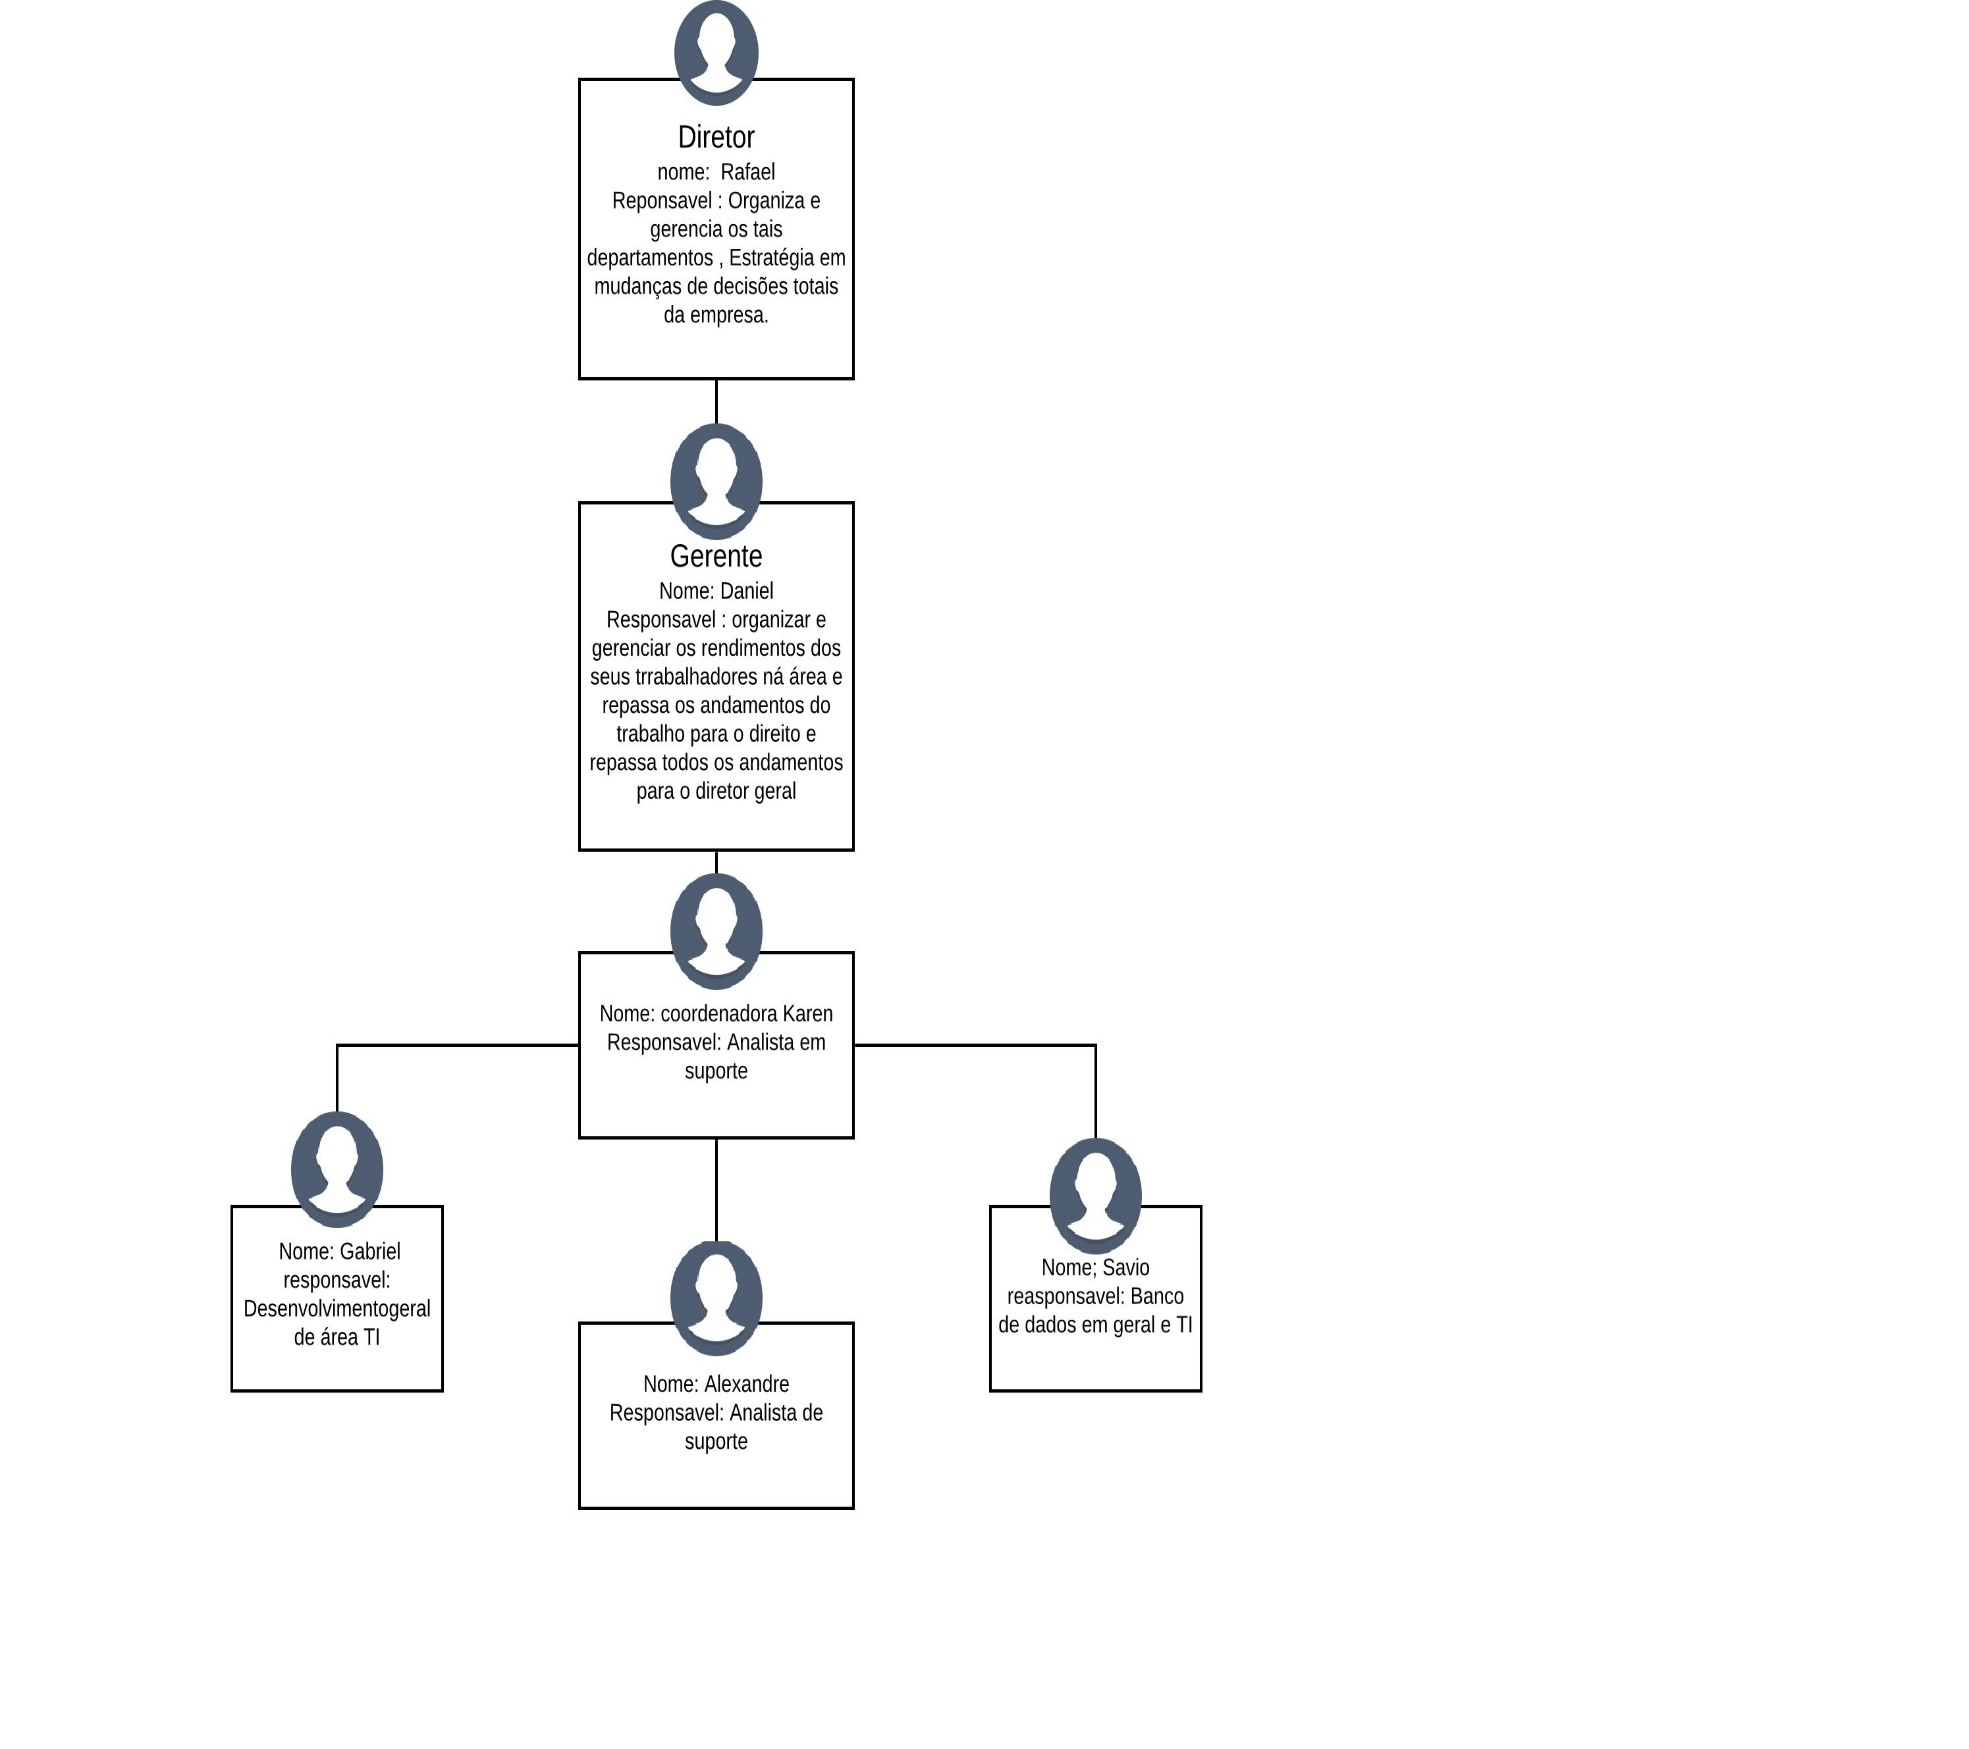 Diretor
nome:  Rafael
Reponsavel : Organiza e
gerencia os tais
departamentos , Estratégia em
mudanças de decisões totais
da empresa.
Gerente
Nome: Daniel
Responsavel : organizar e
gerenciar os rendimentos dos
seus trrabalhadores ná área e
repassa os andamentos do
trabalho para o direito e
repassa todos os andamentos
para o diretor geral
Nome: coordenadora Karen
Responsavel: Analista em
suporte
Nome: Gabriel
responsavel:
Desenvolvimentogeral
de área TI
Nome; Savio
reasponsavel: Banco
de dados em geral e TI
Nome: Alexandre
Responsavel: Analista de
suporte